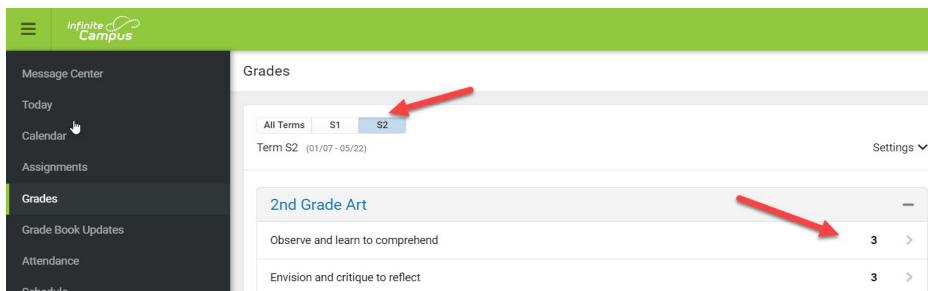 Infinite
Campus
Message Center
Today
Calendar
Assignments
Grades
Grade Book Updates
Attendance
Schedule
Grades
All Terms S1 S2
Term S2 (01/07 - 05/22)
Settings
2nd Grade Art
Observe and learn to comprehend 3
Envision and critique to reflect 3